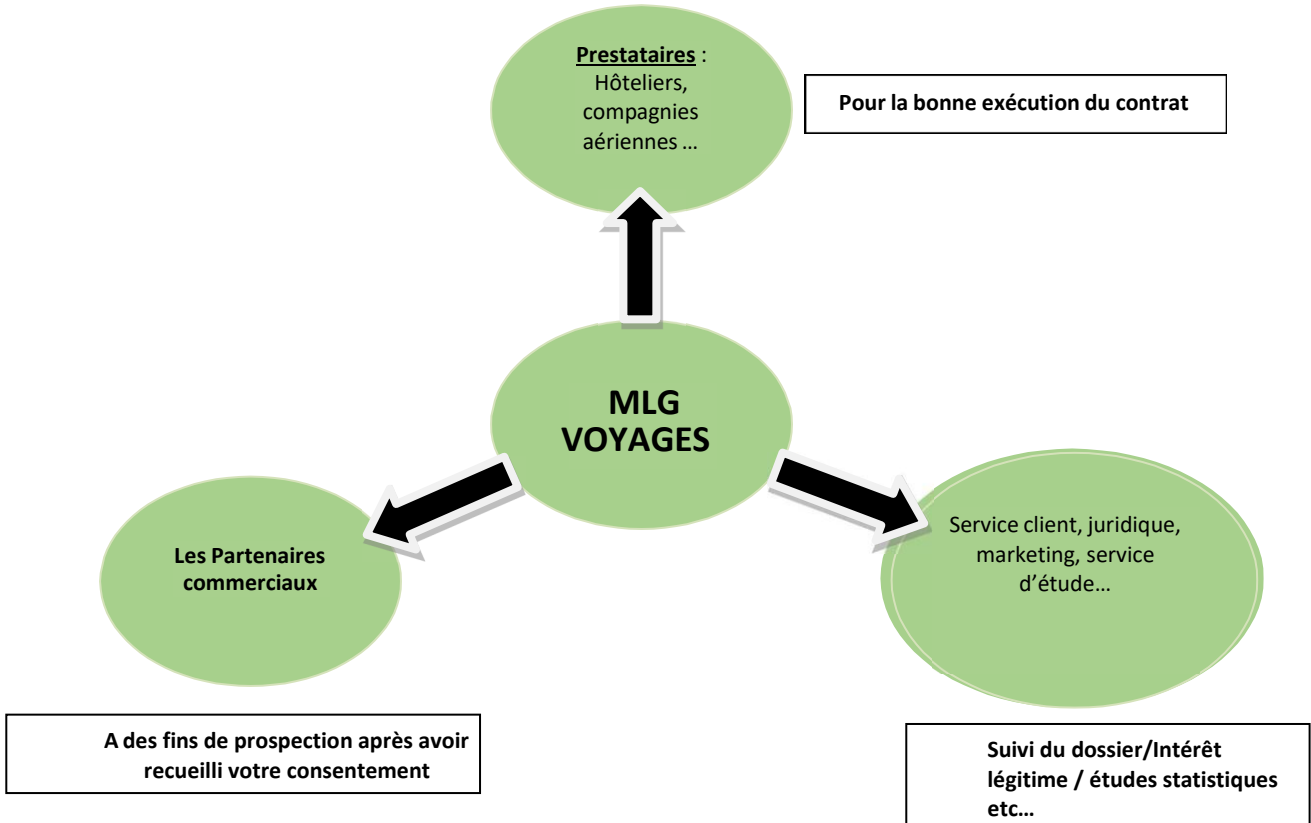 Prestataires :
Hôteliers,
compagnies
aériennes …
Pour la bonne exécution du contrat
MLG
VOYAGES
Les Partenaires
commerciaux
Service client, juridique,
marketing, service
d’étude…
A des fins de prospection après avoir
recueilli votre consentement
Suivi du dossier/Intérêt
légitime / études statistiques
etc…